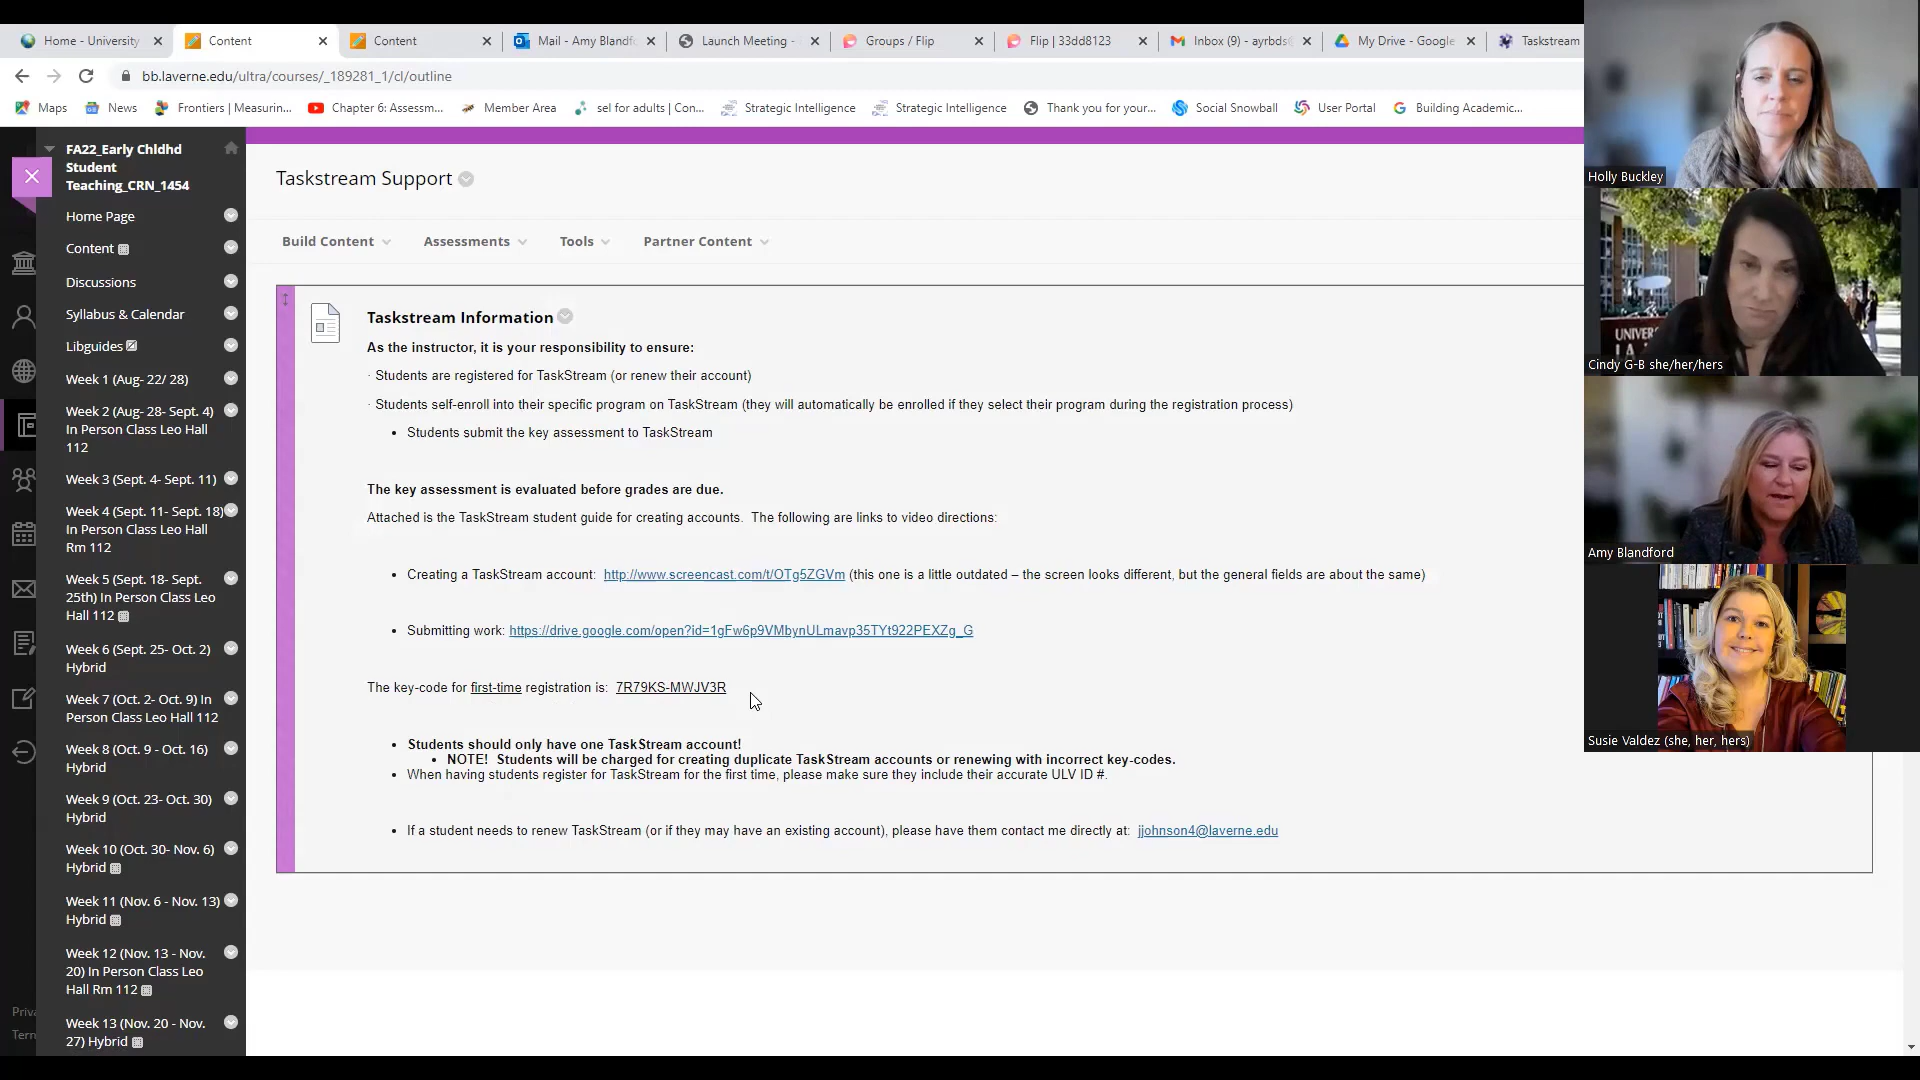 Home - University
Content
Content
Mail - Amy Blandf
Launch Meeting -
Groups / Flip
Flip | 33dd8123
Inbox (9) - ayrbds
My Drive - Google
Taskstream
bb.laverne.edu/ultra/courses/_189281_1/cl/outline
Maps
News
Frontiers | Measurin...
Chapter 6: Assessm...
Member Area
sel for adults | Con...
Strategic Intelligence
Strategic Intelligence
Thank you for your...
Social Snowball
User Portal
Building Academic...
FA22_Early Chldhd
Student
Teaching_CRN_1454
Home Page
Content
Discussions
Syllabus & Calendar
Libguides
Week 1 (Aug- 22/ 28)
Week 2 (Aug- 28- Sept. 4)
In Person Class Leo Hall
112
Week 3 (Sept. 4- Sept. 11)
Week 4 (Sept. 11- Sept. 18)
In Person Class Leo Hall
Rm 112
Week 5 (Sept. 18- Sept.
25th) In Person Class Leo
Hall 112
Week 6 (Sept. 25- Oct. 2)
Hybrid
Week 7 (Oct. 2- Oct. 9) In
Person Class Leo Hall 112
Week 8 (Oct. 9 - Oct. 16)
Hybrid
Week 9 (Oct. 23- Oct. 30)
Hybrid
Week 10 (Oct. 30- Nov. 6)
Hybrid
Week 11 (Nov. 6 - Nov. 13)
Hybrid
Week 12 (Nov. 13 - Nov.
20) In Person Class Leo
Hall Rm 112
Week 13 (Nov. 20 - Nov.
27) Hybrid
Priva
Term
Taskstream Support
Build Content
Assessments
Tools
Partner Content
Taskstream Information
As the instructor, it is your responsibility to ensure:
· Students are registered for TaskStream (or renew their account)
· Students self-enroll into their specific program on TaskStream (they will automatically be enrolled if they select their program during the registration process)
• Students submit the key assessment to TaskStream
The key assessment is evaluated before grades are due.
Attached is the TaskStream student guide for creating accounts. The following are links to video directions:
• Creating a TaskStream account: http://www.screencast.com/t/OTg5ZGVm (this one is a little outdated – the screen looks different, but the general fields are about the same)
• Submitting work: https://drive.google.com/open?id=1gFw6p9VMbynULmavp35TYt922PEXZg_G
The key-code for first-time registration is: 7R79KS-MWJV3R
• Students should only have one TaskStream account!
• NOTE! Students will be charged for creating duplicate TaskStream accounts or renewing with incorrect key-codes.
• When having students register for TaskStream for the first time, please make sure they include their accurate ULV ID #.
• If a student needs to renew TaskStream (or if they may have an existing account), please have them contact me directly at: jjohnson4@laverne.edu
Holly Buckley
UNIVER
LA
Cindy G-B she/her/hers
Amy Blandford
Susie Valdez (she, her, hers)